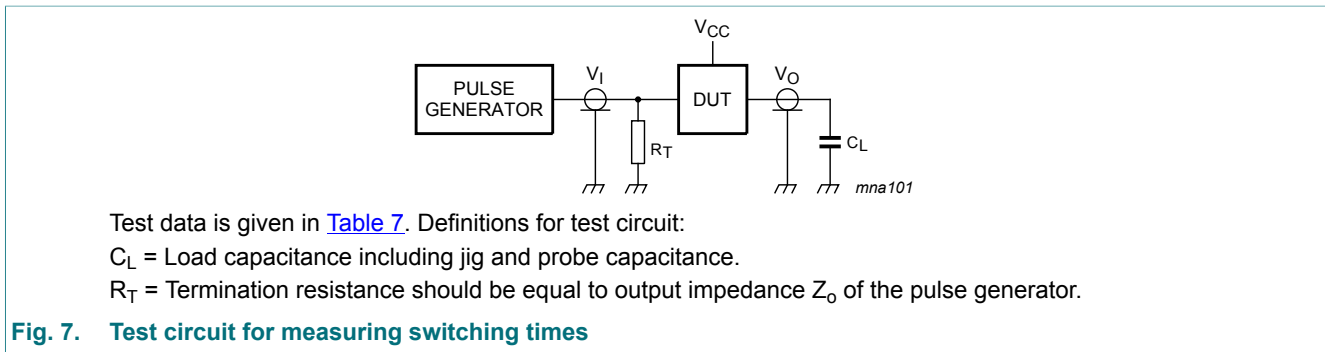 VCC
PULSE
GENERATOR
VI
DUT
VO
RT
CL
mna101
Test data is given in Table 7. Definitions for test circuit:
CL = Load capacitance including jig and probe capacitance.
RT = Termination resistance should be equal to output impedance Zo of the pulse generator.
Fig. 7. Test circuit for measuring switching times